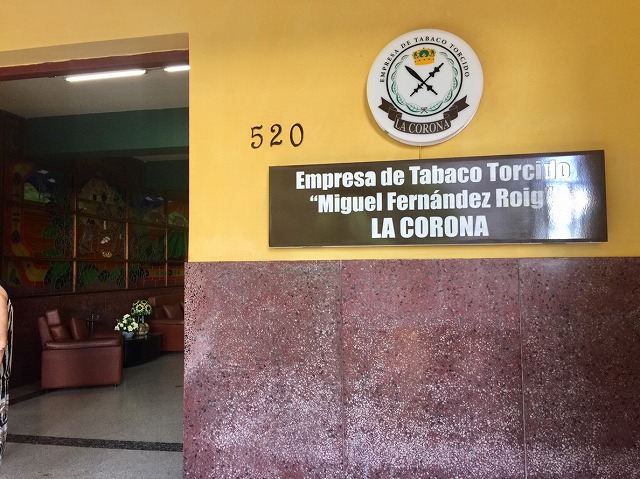 EMPRESA DE TABACO TORCIDO
LA CORONA
520
Empresa de Tabaco Torcido
“Miguel Fernández Roig”
LA CORONA